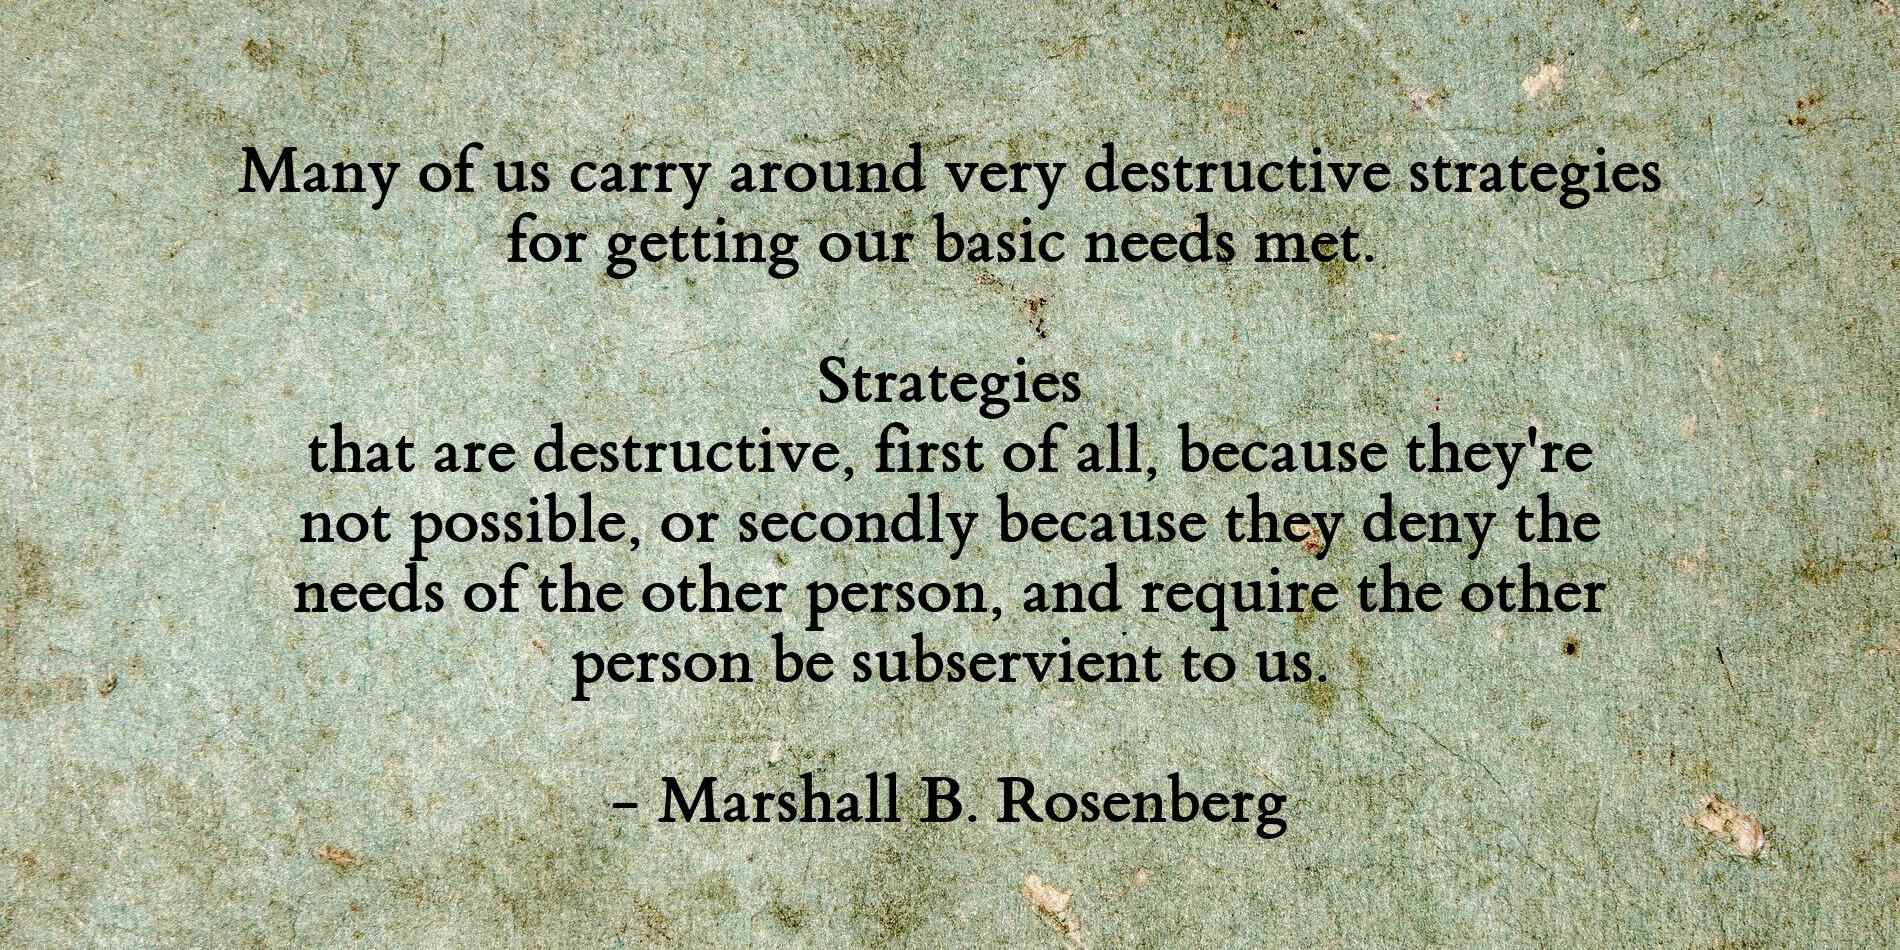 Many of us carry around very destructive strategies
for getting our basic needs met.
Strategies
that are destructive, first of all, because they're
not possible, or secondly because they deny the
needs of the other person, and require the other
person be subservient to us.
- Marshall B. Rosenberg